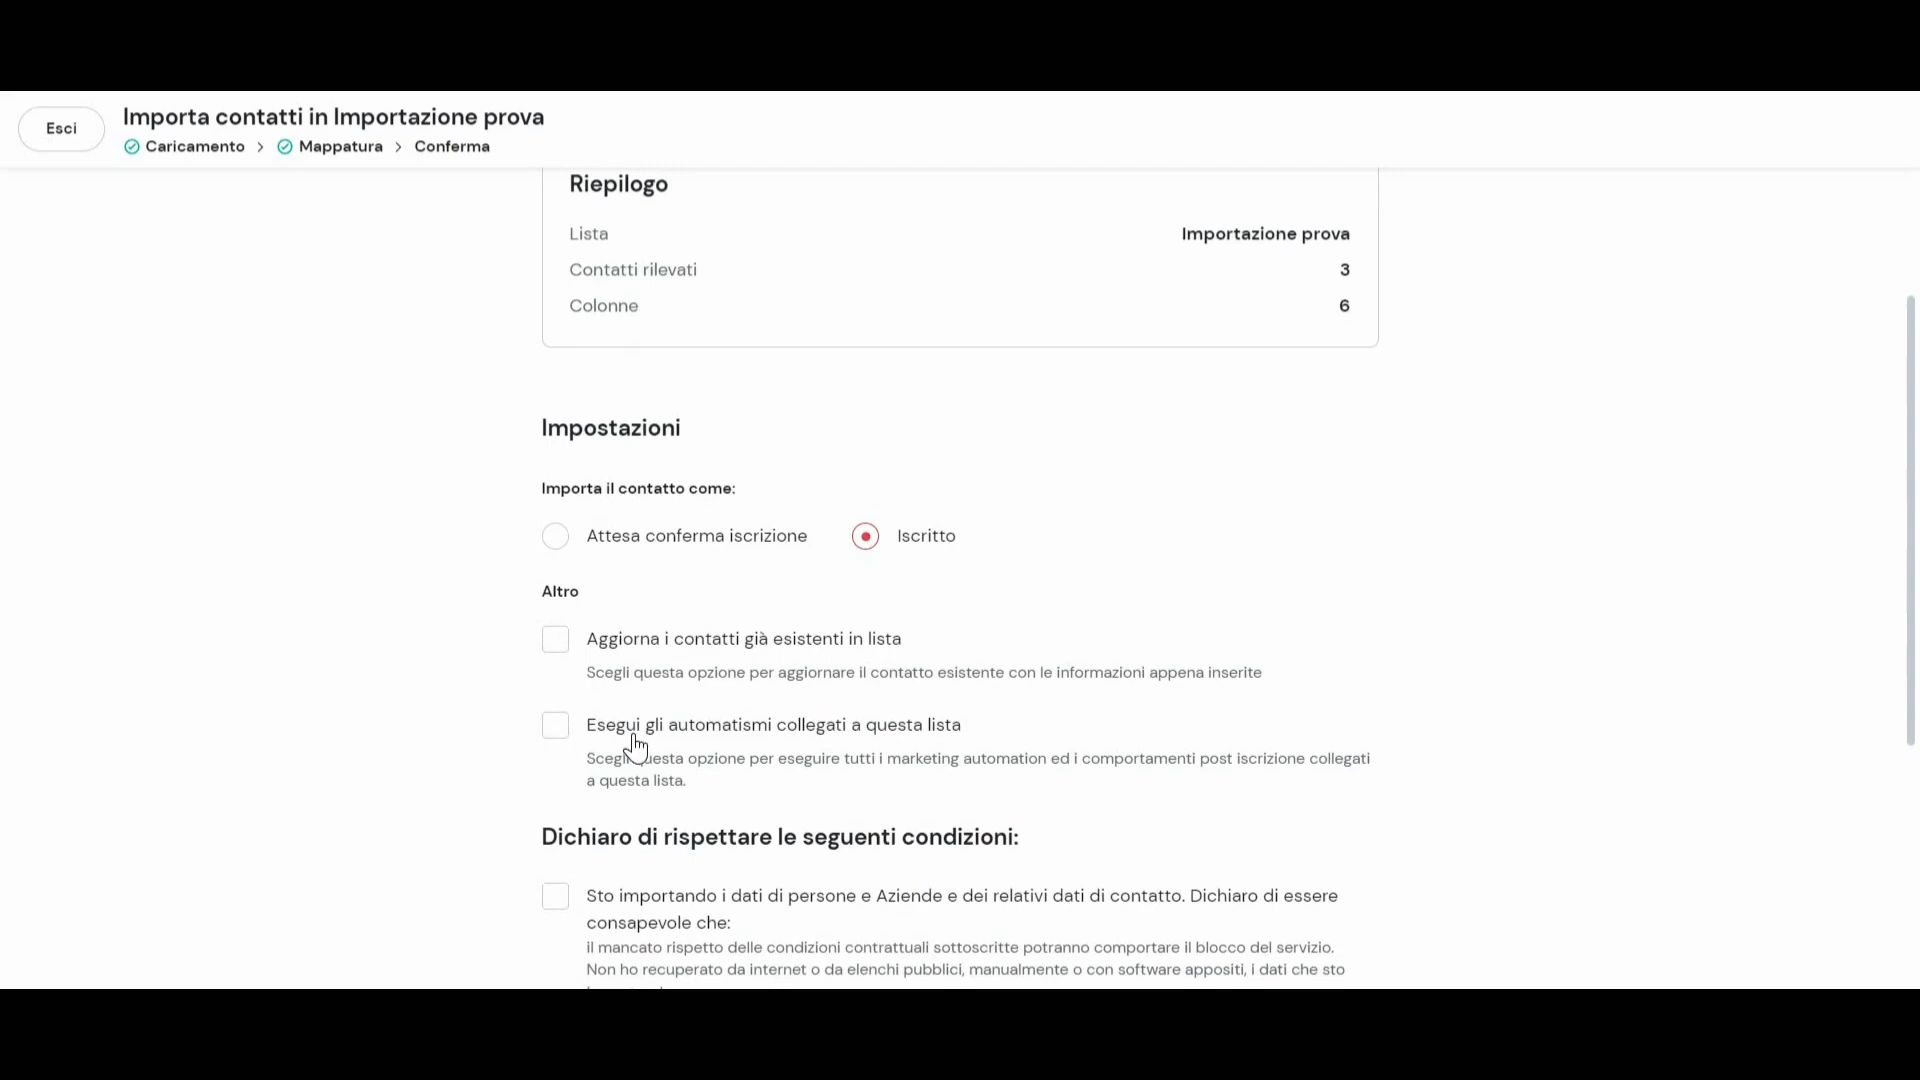 Esci
Importa contatti in Importazione prova
Caricamento > Mappatura > Conferma
Riepilogo
Lista Importazione prova
Contatti rilevati 3
Colonne 6
Impostazioni
Importa il contatto come:
Attesa conferma iscrizione Iscritto
Altro
Aggiorna i contatti già esistenti in lista
Scegli questa opzione per aggiornare il contatto esistente con le informazioni appena inserite
Esegui gli automatismi collegati a questa lista
Scegli questa opzione per eseguire tutti i marketing automation ed i comportamenti post iscrizione collegati
a questa lista.
Dichiaro di rispettare le seguenti condizioni:
Sto importando i dati di persone e Aziende e dei relativi dati di contatto. Dichiaro di essere
consapevole che:
il mancato rispetto delle condizioni contrattuali sottoscritte potranno comportare il blocco del servizio.
Non ho recuperato da internet o da elenchi pubblici, manualmente o con software appositi, i dati che sto